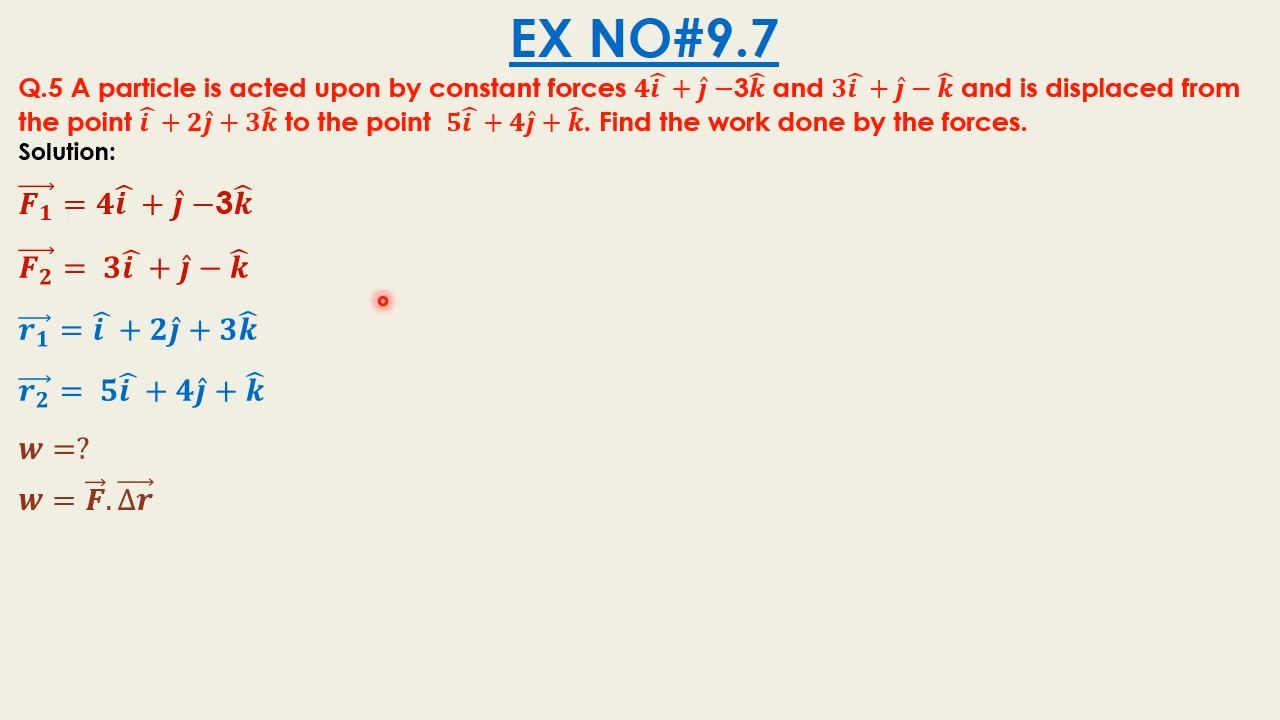 EX NO#9.7
Q.5 A particle is acted upon by constant forces 4î + ĵ −3k̂ and 3î + ĵ − k̂ and is displaced from
the point î + 2ĵ + 3k̂ to the point 5î + 4ĵ + k̂. Find the work done by the forces.
Solution:
F₁⃗ = 4î + ĵ −3k̂
F₂⃗ = 3î + ĵ − k̂
r₁⃗ = î + 2ĵ + 3k̂
r₂⃗ = 5î + 4ĵ + k̂
w =?
w = F⃗. Δr⃗